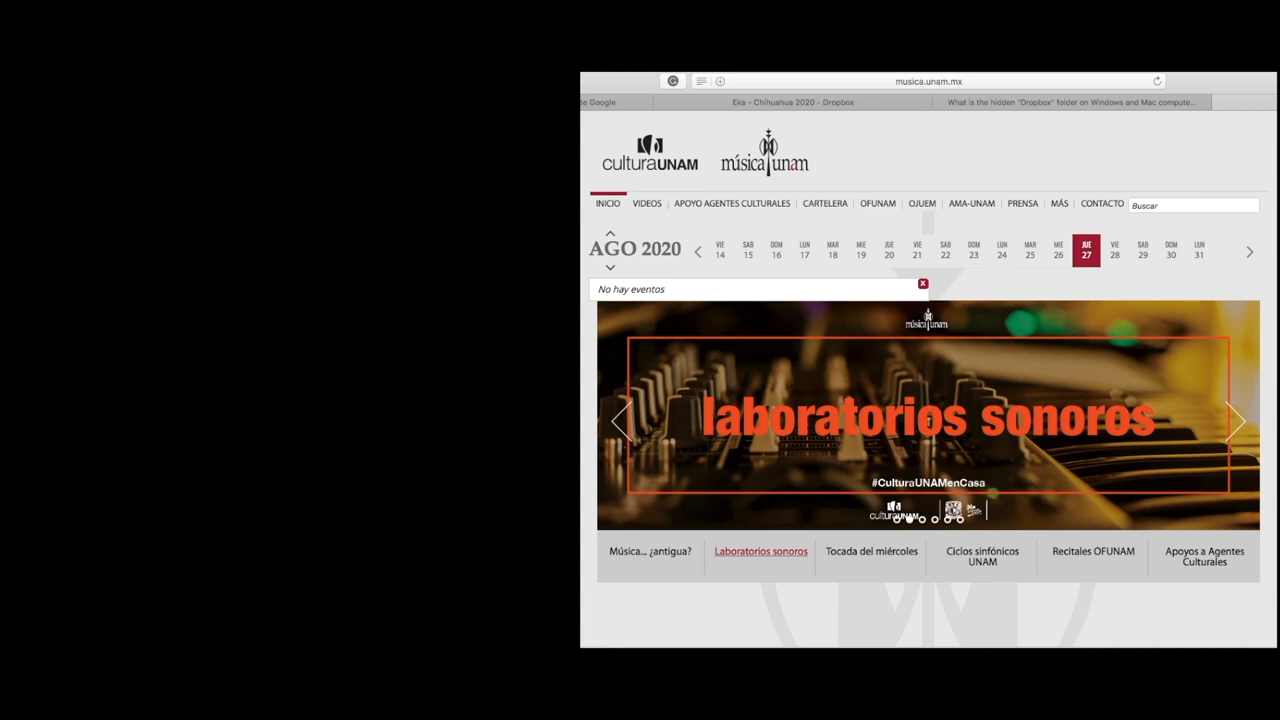 musica.unam.mx
de Google
Eka - Chihuahua 2020 - Dropbox
What is the hidden "Dropbox" folder on Windows and Mac compute...
culturaUNAM
música unam
INICIO
VIDEOS
APOYO AGENTES CULTURALES
CARTELERA
OFUNAM
OJUEM
AMA-UNAM
PRENSA
MÁS
CONTACTO
Buscar
AGO 2020
VIE SAB DOM LUN MAR MIE JUE VIE SAB DOM LUN MAR MIE JUE VIE SAB DOM LUN
14 15 16 17 18 19 20 21 22 23 24 25 26 27 28 29 30 31
No hay eventos
x
música unam
laboratorios sonoros
#CulturaUNAMenCasa
culturaUNAM
Música... ¿antigua?
Laboratorios sonoros
Tocada del miércoles
Ciclos sinfónicos
UNAM
Recitales OFUNAM
Apoyos a Agentes
Culturales